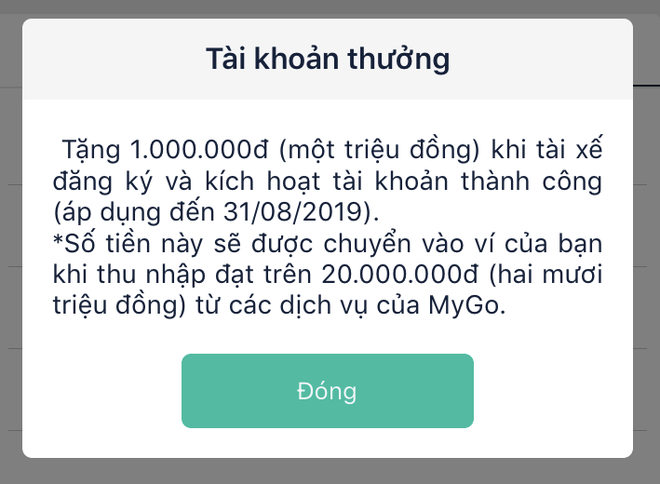 Tài khoản thưởng
Tặng 1.000.000đ (một triệu đồng) khi tài xế
đăng ký và kích hoạt tài khoản thành công
(áp dụng đến 31/08/2019).
*Số tiền này sẽ được chuyển vào ví của bạn
khi thu nhập đạt trên 20.000.000đ (hai mươi
triệu đồng) từ các dịch vụ của MyGo.
Đóng